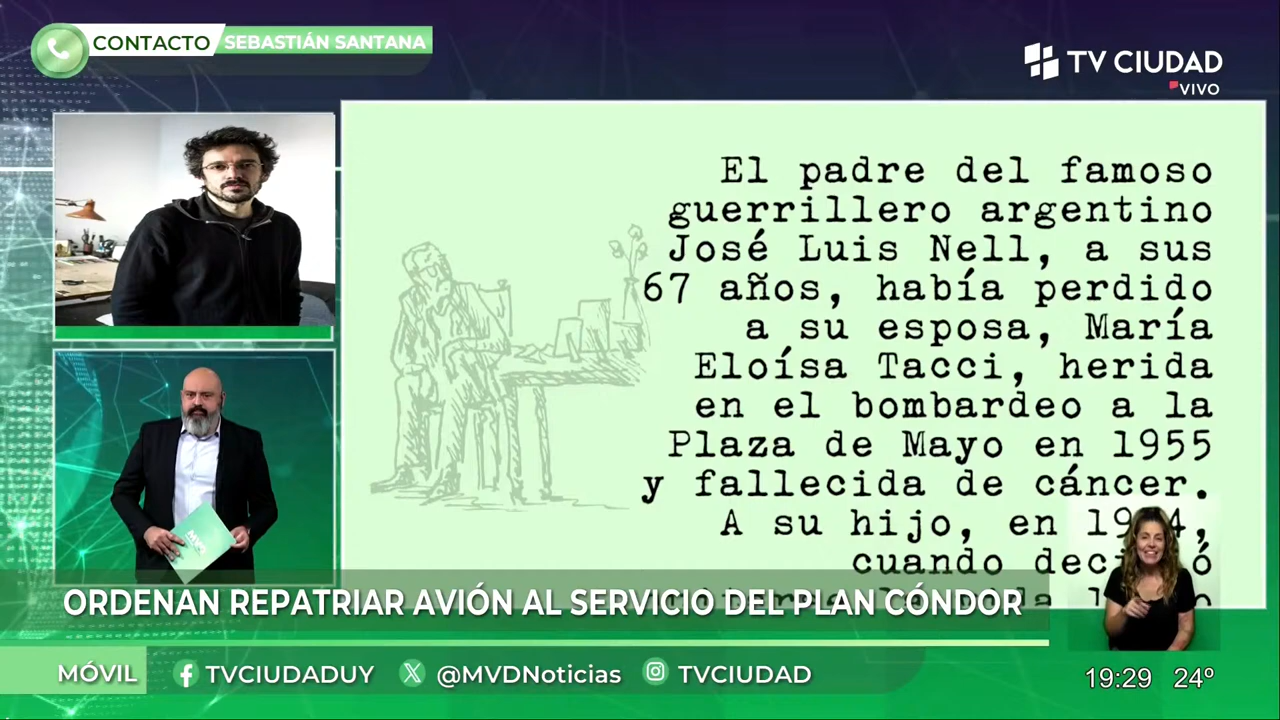 CONTACTO SEBASTIÁN SANTANA
TV CIUDAD
VIVO
El padre del famoso
guerrillero argentino
José Luis Nell, a sus
67 años, había perdido
a su esposa, María
Eloísa Tacci, herida
en el bombardeo a la
Plaza de Mayo en 1955
y fallecida de cáncer.
A su hijo, en
cuando
ORDENAN REPATRIAR AVIÓN AL SERVICIO DEL PLAN CÓNDOR
MÓVIL TVCIUDADUY @MVDNoticias TVCIUDAD
19:29 24º